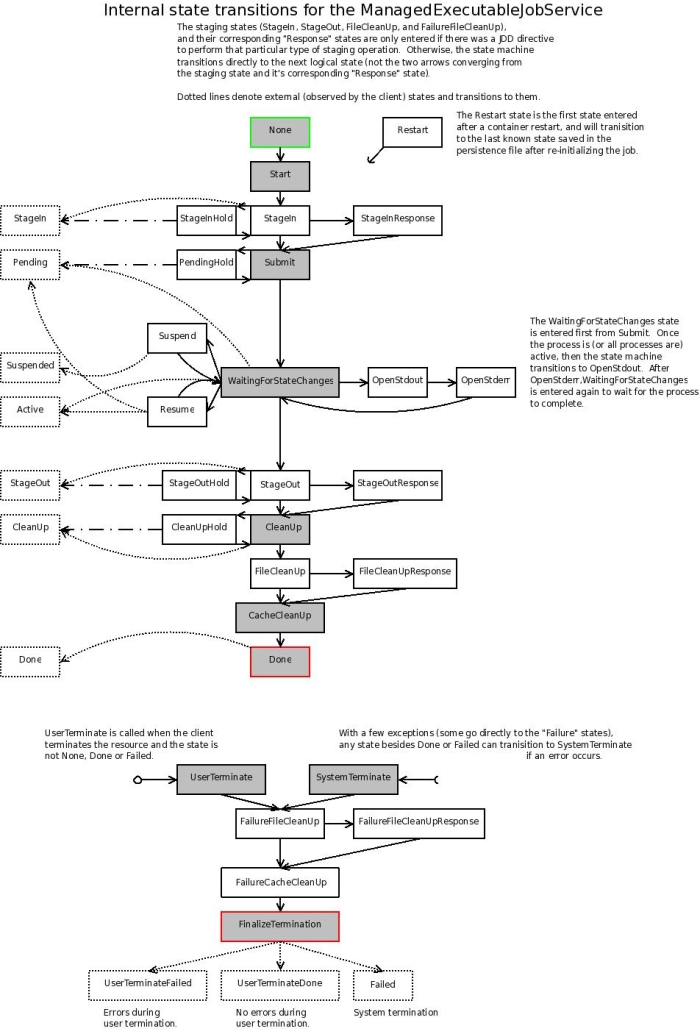 Internal state transitions for the ManagedExecutableJobService
The staging states (StageIn, StageOut, FileCleanUp, and FailureFileCleanUp),
and their corresponding "Response" states are only entered if there was a JDD directive
to perform that particular type of staging operation. Otherwise, the state machine
transitions directly to the next logical state (not the two arrows converging from
the staging state and it's corresponding "Response" state).
Dotted lines denote external (observed by the client) states and transitions to them.
None
Restart
The Restart state is the first state entered
after a container restart, and will tranisition
to the last known state saved in the
persistence file after re-initializing the job.
Start
StageIn
StageInHold
StageIn
StageInResponse
Pending
PendingHold
Submit
Suspend
The WaitingForStateChanges state
is entered first from Submit. Once
the process is (or all processes are)
active, then the state machine
transitions to OpenStdout. After
OpenStderr,WaitingForStateChanges
is entered again to wait for the process
to complete.
Suspended
WaitingForStateChanges
OpenStdout
OpenStderr
Active
Resume
StageOut
StageOutHold
StageOut
StageOutResponse
CleanUp
CleanUpHold
CleanUp
FileCleanUp
FileCleanUpResponse
CacheCleanUp
Done
Done
UserTerminate is called when the client
terminates the resource and the state is
not None, Done or Failed.
With a few exceptions (some go directly to the "Failure" states),
any state besides Done or Failed can tranisition to SystemTerminate
if an error occurs.
UserTerminate
SystemTerminate
FailureFileCleanUp
FailureFileCleanUpResponse
FailureCacheCleanUp
FinalizeTermination
UserTerminateFailed
UserTerminateDone
Failed
Errors during
user termination.
No errors during
user termination.
System termination